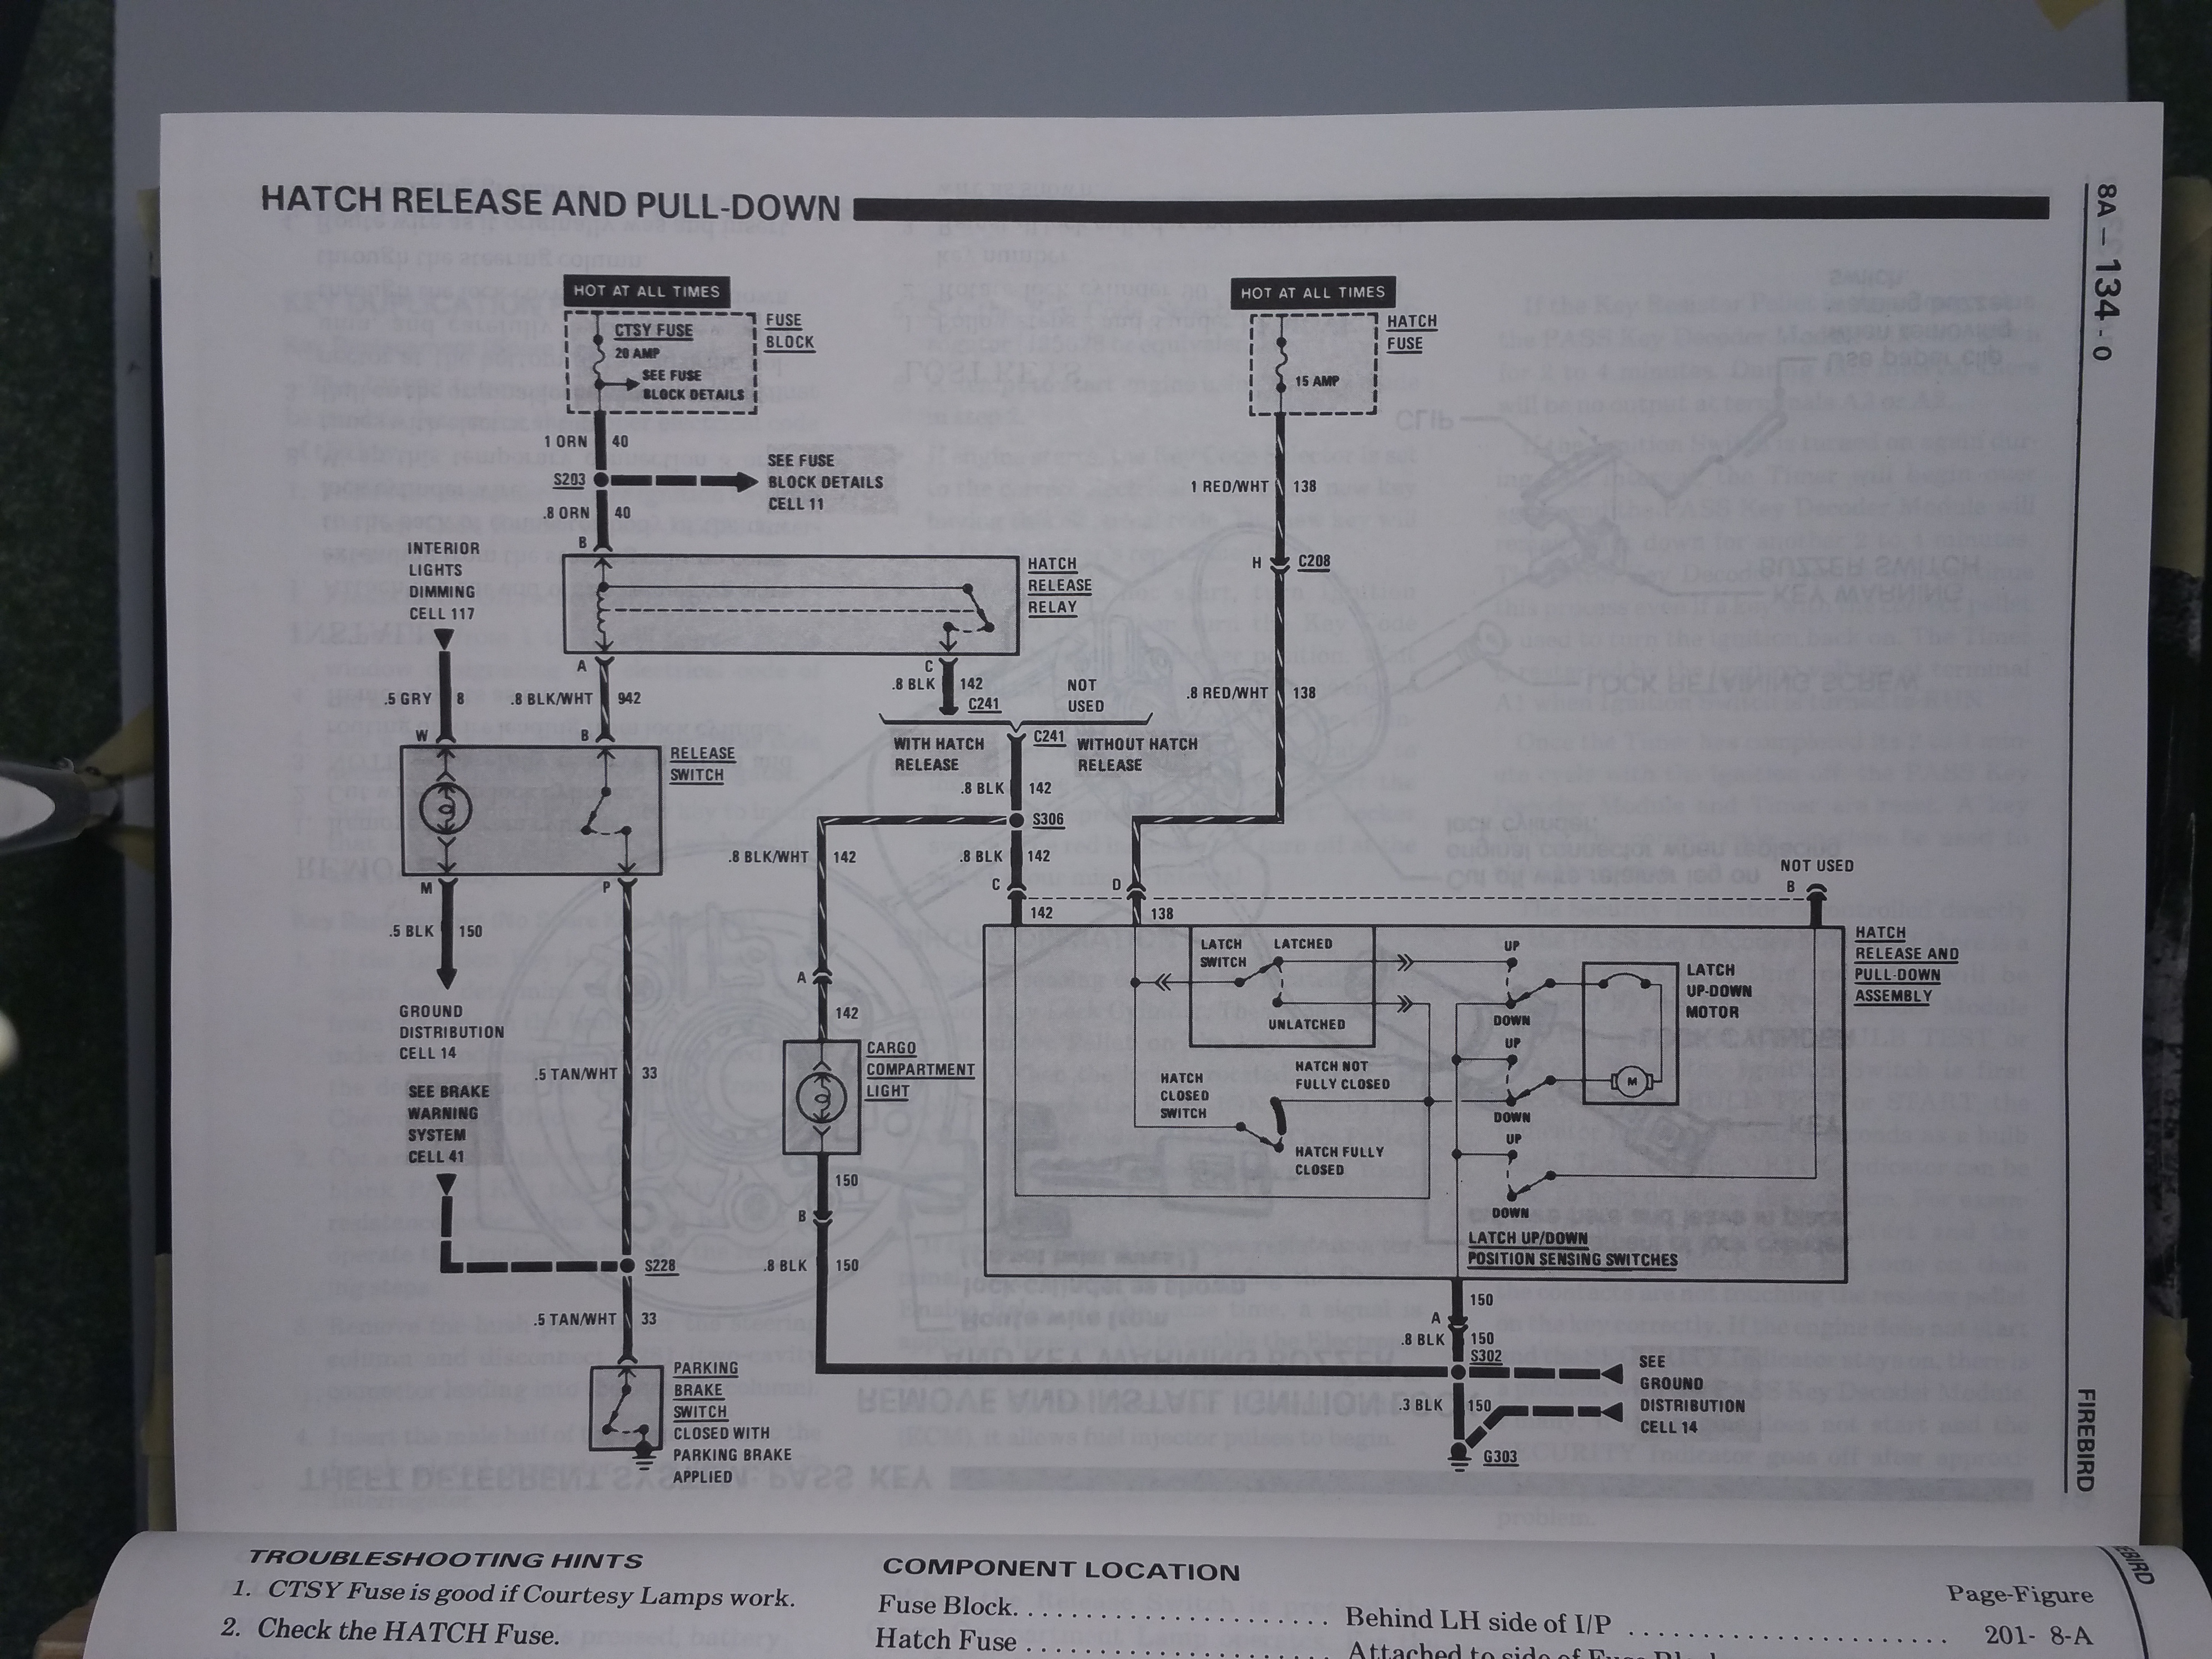 HATCH RELEASE AND PULL-DOWN
8A - 134 - 0
FIREBIRD
HOT AT ALL TIMES
CTSY FUSE
20 AMP
SEE FUSE
BLOCK DETAILS
FUSE
BLOCK
1 ORN 40
S203
SEE FUSE
BLOCK DETAILS
CELL 11
.8 ORN 40
B
HATCH
RELEASE
RELAY
INTERIOR
LIGHTS
DIMMING
CELL 117
A
C
.5 GRY 8
.8 BLK/WHT 942
.8 BLK 142
C241
NOT
USED
W
B
RELEASE
SWITCH
WITH HATCH
RELEASE
C241
WITHOUT HATCH
RELEASE
.8 BLK 142
S306
.8 BLK/WHT 142
.8 BLK 142
M
P
C
D
142
138
HOT AT ALL TIMES
HATCH
FUSE
15 AMP
1 RED/WHT 138
H
C208
.8 RED/WHT 138
NOT USED
B
.5 BLK 150
GROUND
DISTRIBUTION
CELL 14
SEE BRAKE
WARNING
SYSTEM
CELL 41
.5 TAN/WHT 33
S228
.5 TAN/WHT 33
PARKING
BRAKE
SWITCH
CLOSED WITH
PARKING BRAKE
APPLIED
A
142
CARGO
COMPARTMENT
LIGHT
150
B
.8 BLK 150
LATCH
SWITCH
LATCHED
UNLATCHED
HATCH
CLOSED
SWITCH
HATCH NOT
FULLY CLOSED
HATCH FULLY
CLOSED
UP
DOWN
UP
DOWN
UP
DOWN
LATCH
UP-DOWN
MOTOR
M
HATCH
RELEASE AND
PULL-DOWN
ASSEMBLY
LATCH UP/DOWN
POSITION SENSING SWITCHES
150
A
.8 BLK 150
S302
.3 BLK 150
SEE
GROUND
DISTRIBUTION
CELL 14
G303
TROUBLESHOOTING HINTS
1. CTSY Fuse is good if Courtesy Lamps work.
2. Check the HATCH Fuse.
COMPONENT LOCATION
Page-Figure
Fuse Block. . . . . . . . . . . . . . . . . . . . . Behind LH side of I/P . . . . . . . . . . . . . . . . . . . . . 201- 8-A
Hatch Fuse . . . . . . . . . . . . . . . . . . . . . Attached to side of Fuse